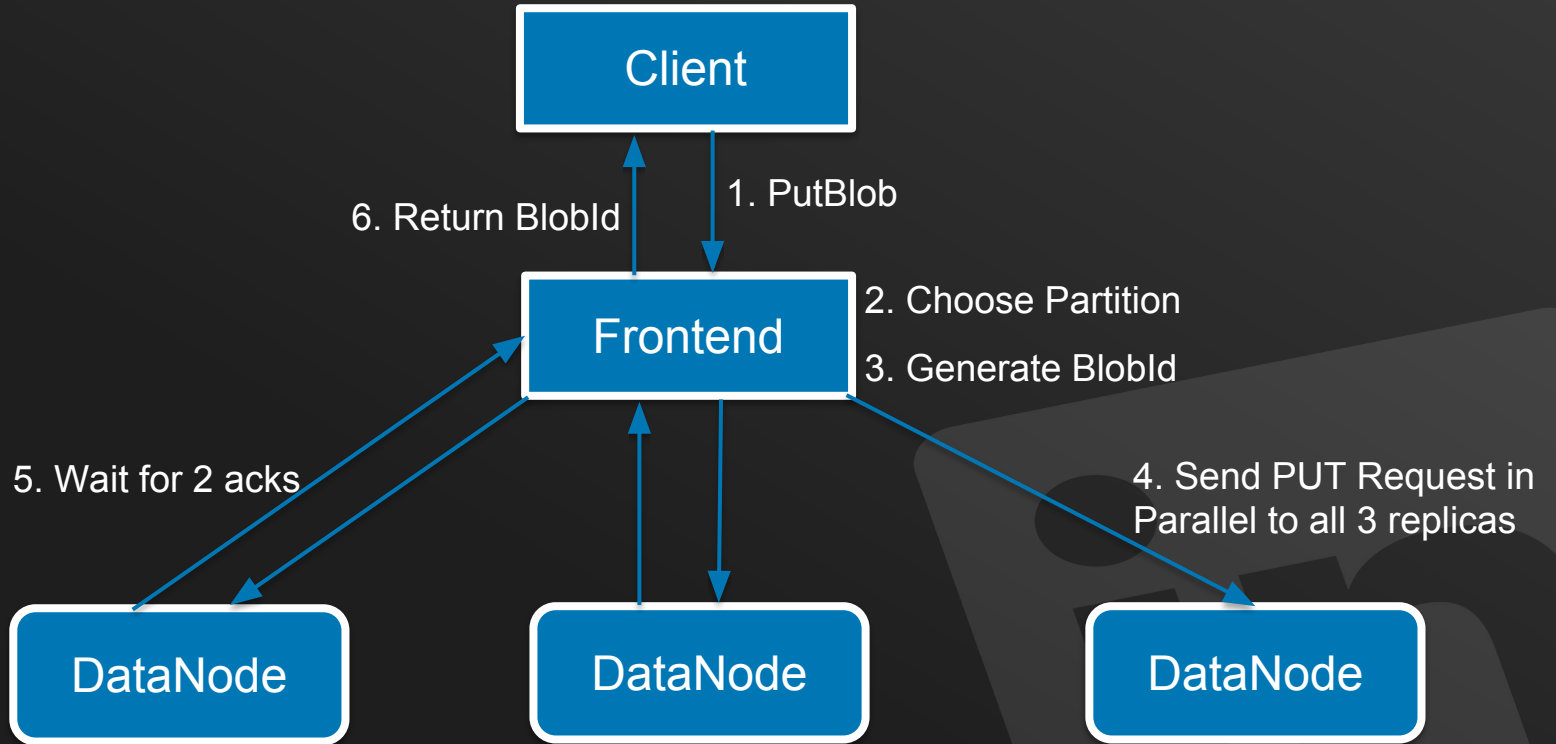 Client
1. PutBlob
6. Return BlobId
2. Choose Partition
Frontend
3. Generate BlobId
5. Wait for 2 acks
4. Send PUT Request in
Parallel to all 3 replicas
DataNode
DataNode
DataNode
in